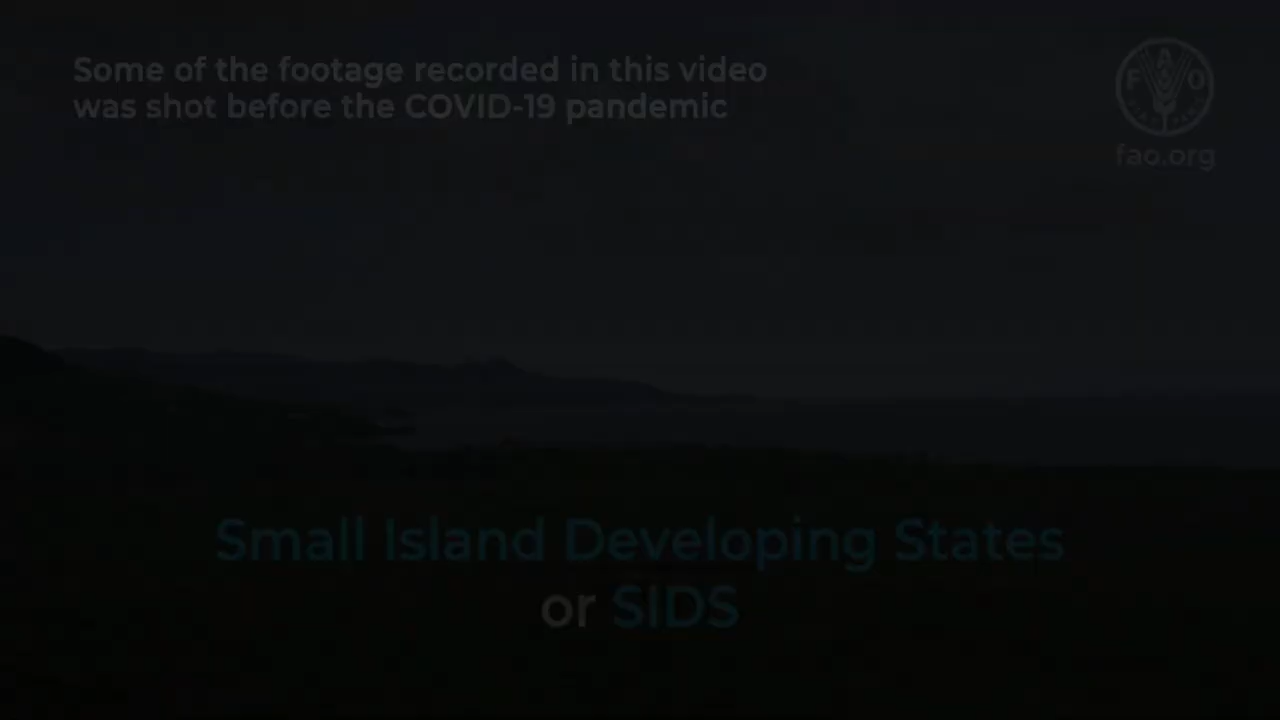 Some of the footage recorded in this video
was shot before the COVID-19 pandemic
F A O
fao.org
Small Island Developing States
or SIDS